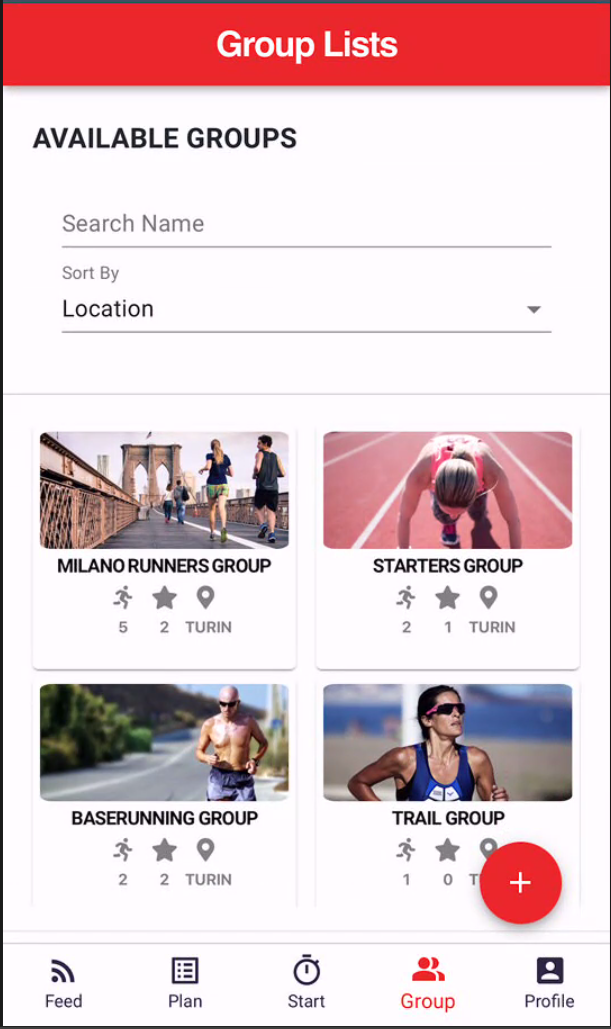 Group Lists
AVAILABLE GROUPS
Search Name
Sort By
Location
MILANO RUNNERS GROUP
5 2 TURIN
STARTERS GROUP
2 1 TURIN
BASERUNNING GROUP
2 2 TURIN
TRAIL GROUP
1 0
Feed Plan Start Group Profile